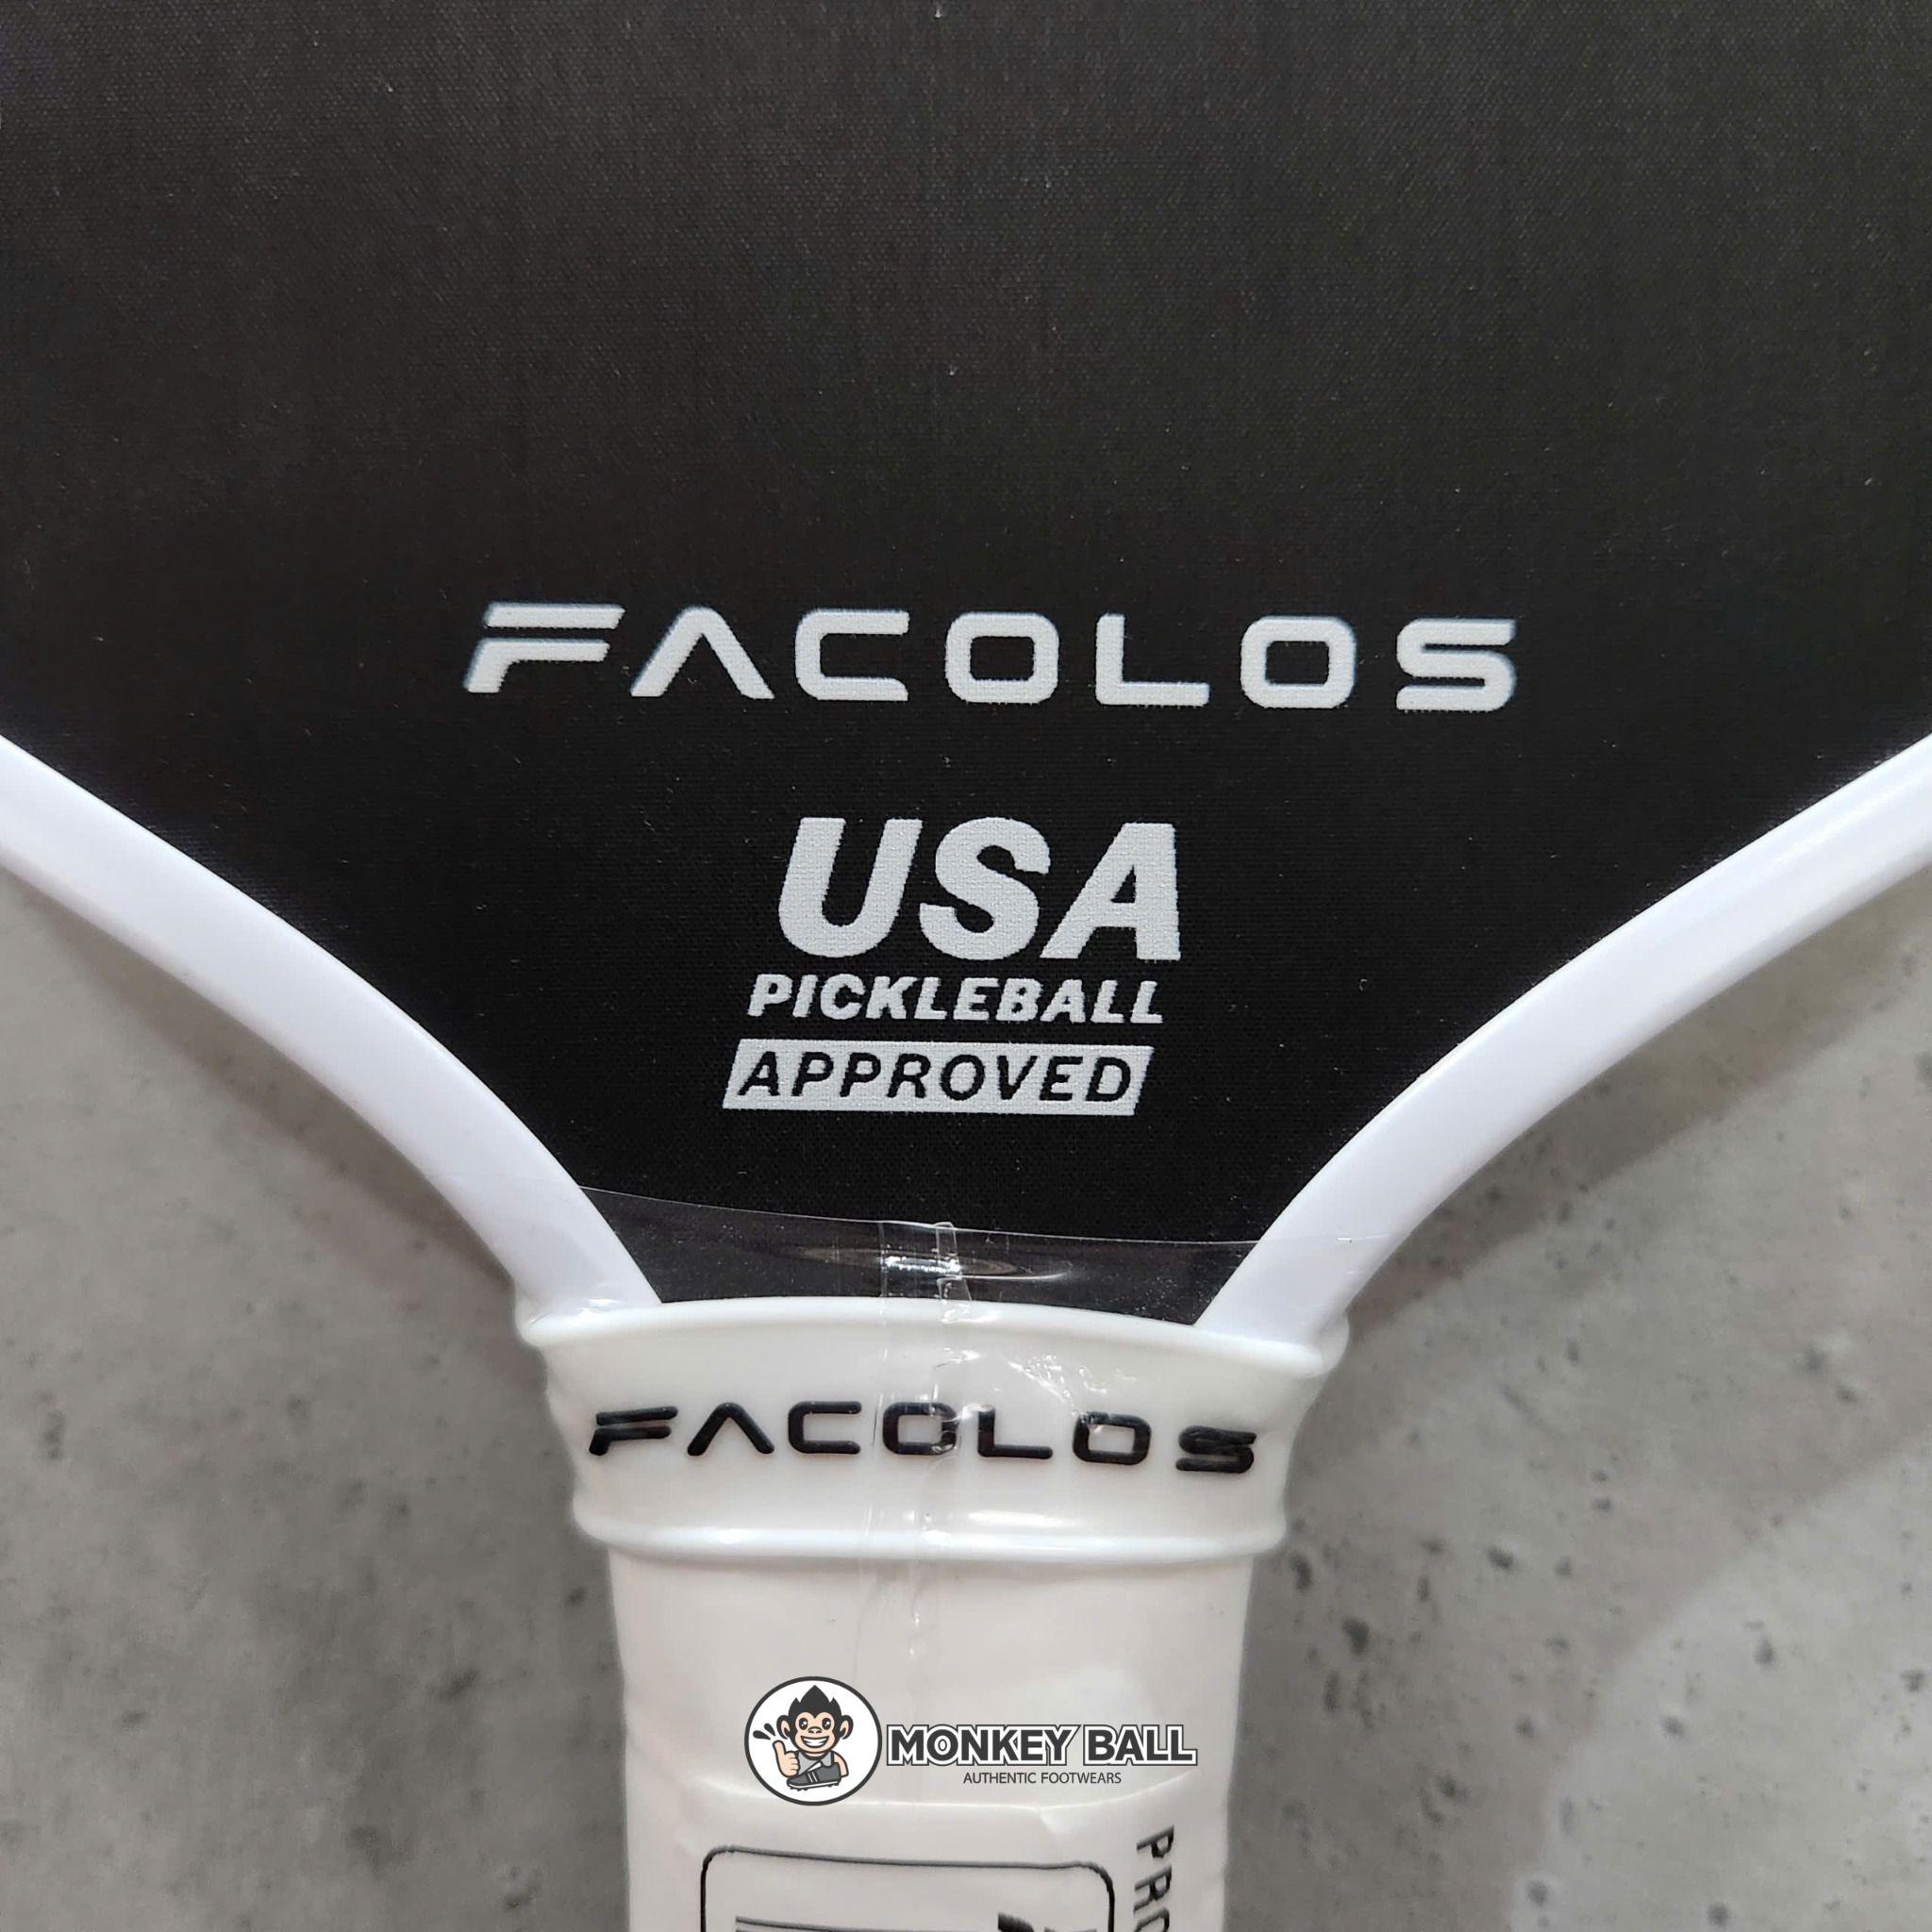 FACOLOS
USA
PICKLEBALL
APPROVED
FACOLOS
MONKEY BALL
AUTHENTIC FOOTWEARS